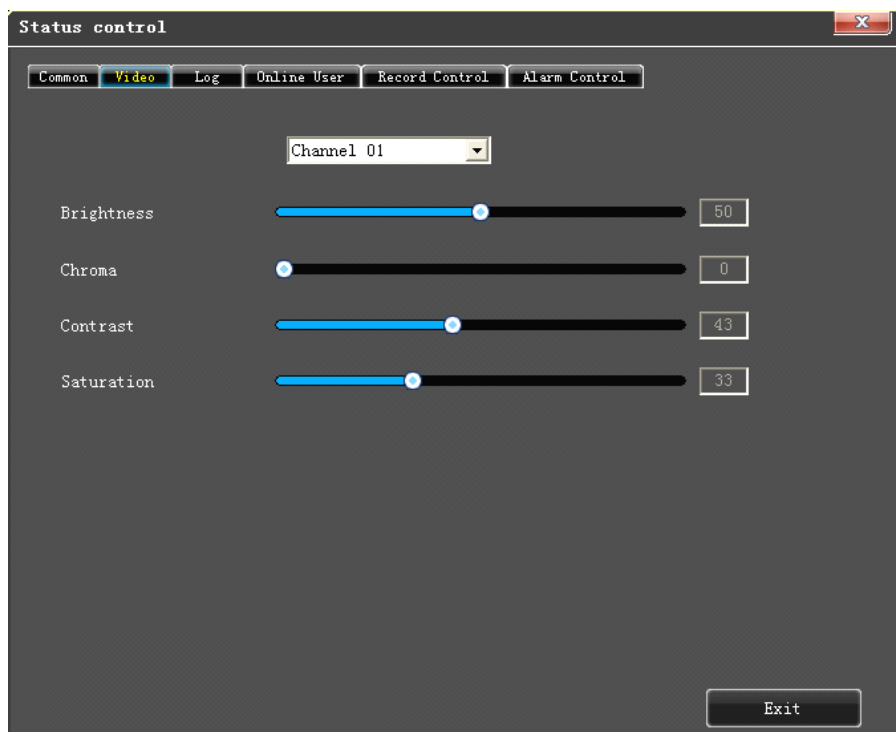 Status control
Common Video Log Online User Record Control Alarm Control
Channel 01
Brightness 50
Chroma 0
Contrast 43
Saturation 33
Exit